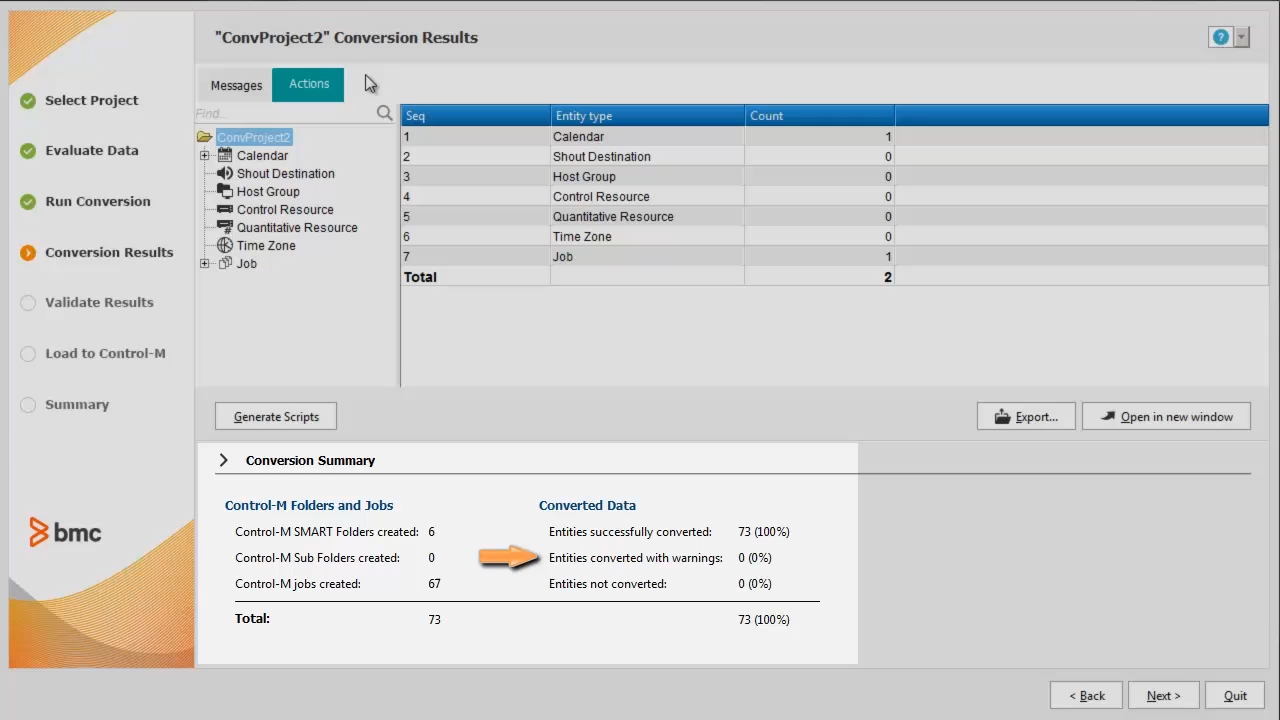 "ConvProject2" Conversion Results
?
Select Project
Evaluate Data
Run Conversion
Conversion Results
Validate Results
Load to Control-M
Summary
bmc
Messages Actions
Find...
ConvProject2
Calendar
Shout Destination
Host Group
Control Resource
Quantitative Resource
Time Zone
Job
Seq Entity type Count
1 Calendar 1
2 Shout Destination 0
3 Host Group 0
4 Control Resource 0
5 Quantitative Resource 0
6 Time Zone 0
7 Job 1
Total 2
Generate Scripts Export... Open in new window
Conversion Summary
Control-M Folders and Jobs Converted Data
Control-M SMART Folders created: 6 Entities successfully converted: 73 (100%)
Control-M Sub Folders created: 0 Entities converted with warnings: 0 (0%)
Control-M jobs created: 67 Entities not converted: 0 (0%)
Total: 73 73 (100%)
< Back Next > Quit